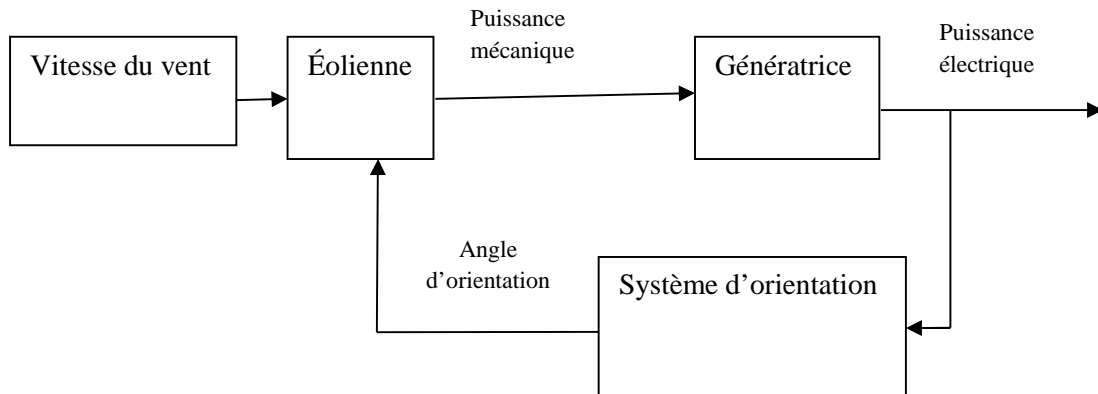 Puissance
mécanique
Puissance
électrique
Vitesse du vent
Éolienne
Génératrice
Angle
d’orientation
Système d’orientation